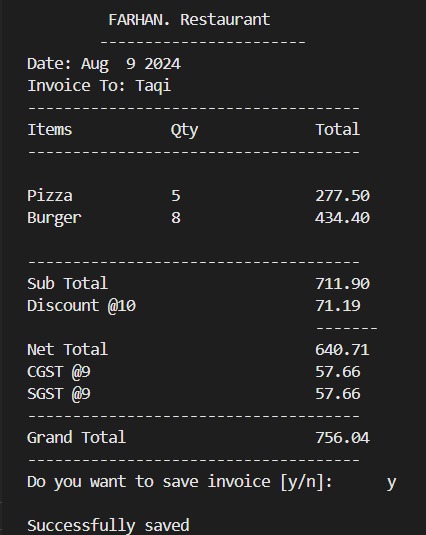 FARHAN. Restaurant
-----------------------
Date: Aug  9 2024
Invoice To: Taqi
-------------------------------------
Items           Qty             Total
-------------------------------------
Pizza           5               277.50
Burger          8               434.40
-------------------------------------
Sub Total                       711.90
Discount @10                    71.19
                                -------
Net Total                       640.71
CGST @9                         57.66
SGST @9                         57.66
-------------------------------------
Grand Total                     756.04
-------------------------------------
Do you want to save invoice [y/n]:      y
Successfully saved